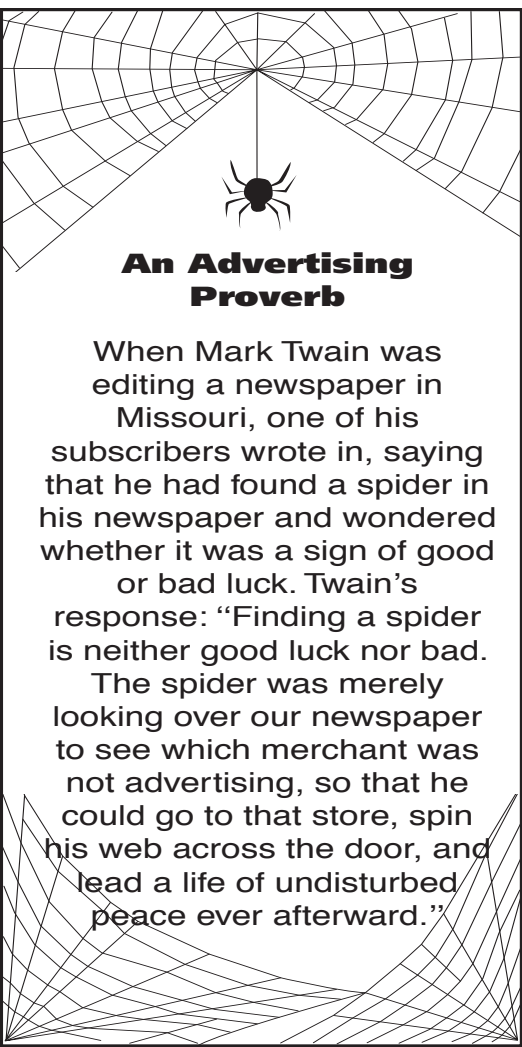 An Advertising
Proverb
When Mark Twain was
editing a newspaper in
Missouri, one of his
subscribers wrote in, saying
that he had found a spider in
his newspaper and wondered
whether it was a sign of good
or bad luck. Twain’s
response: “Finding a spider
is neither good luck nor bad.
The spider was merely
looking over our newspaper
to see which merchant was
not advertising, so that he
could go to that store, spin
his web across the door, and
lead a life of undisturbed
peace ever afterward.”